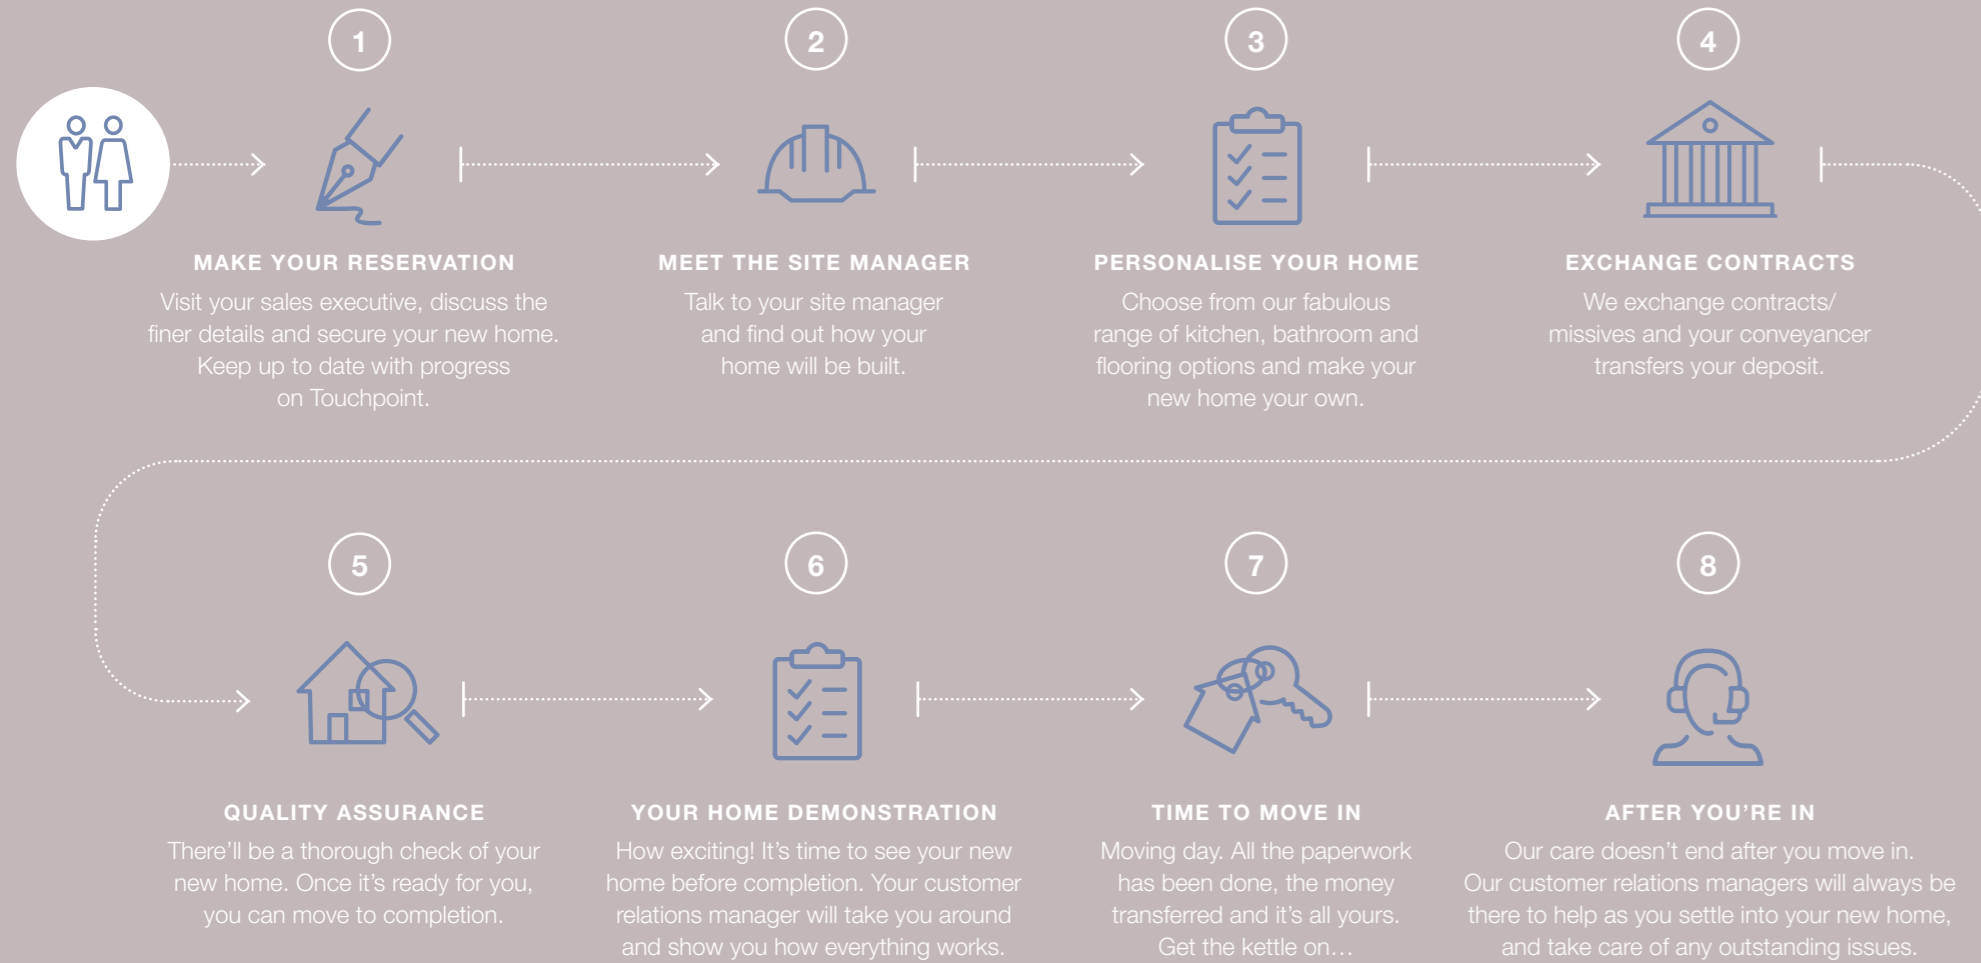 1
MAKE YOUR RESERVATION
Visit your sales executive, discuss the
finer details and secure your new home.
Keep up to date with progress
on Touchpoint.
2
MEET THE SITE MANAGER
Talk to your site manager
and find out how your
home will be built.
3
PERSONALISE YOUR HOME
Choose from our fabulous
range of kitchen, bathroom and
flooring options and make your
new home your own.
4
EXCHANGE CONTRACTS
We exchange contracts/
missives and your conveyancer
transfers your deposit.
5
QUALITY ASSURANCE
There’ll be a thorough check of your
new home. Once it’s ready for you,
you can move to completion.
6
YOUR HOME DEMONSTRATION
How exciting! It’s time to see your new
home before completion. Your customer
relations manager will take you around
and show you how everything works.
7
TIME TO MOVE IN
Moving day. All the paperwork
has been done, the money
transferred and it’s all yours.
Get the kettle on…
8
AFTER YOU’RE IN
Our care doesn’t end after you move in.
Our customer relations managers will always be
there to help as you settle into your new home,
and take care of any outstanding issues.